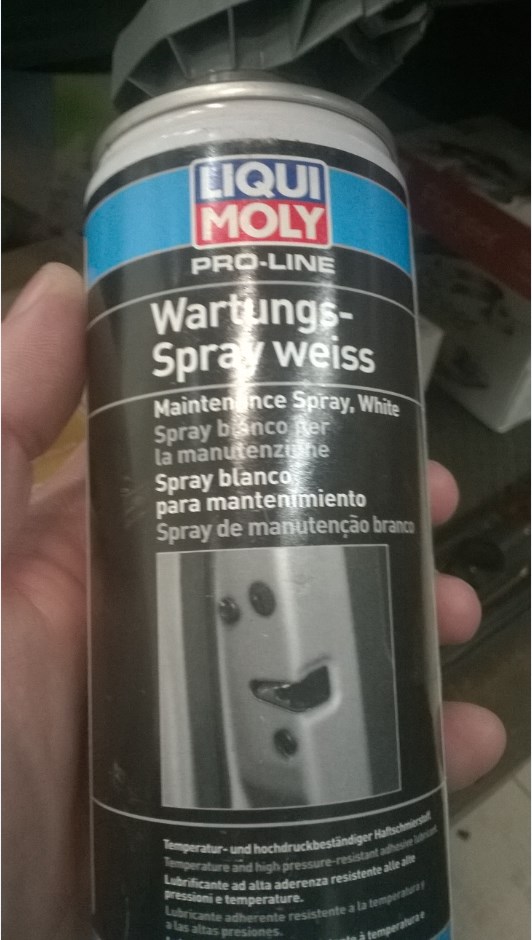 LIQUI
MOLY
PRO-LINE
Wartungs-
Spray weiss
Maintenance Spray, White
Spray bianco per
la manutenzione
Spray blanco
para mantenimiento
Spray de manutenção branco
Temperatur- und hochdruckbeständiger Haftschmierstoff
Temperature and high pressure-resistant adhesive lubricant
Lubrificante ad alta aderenza resistente alle alte
pressioni e temperature.
Lubricante adherente resistente a la temperatura y
a las altas presiones.
à temperatura e